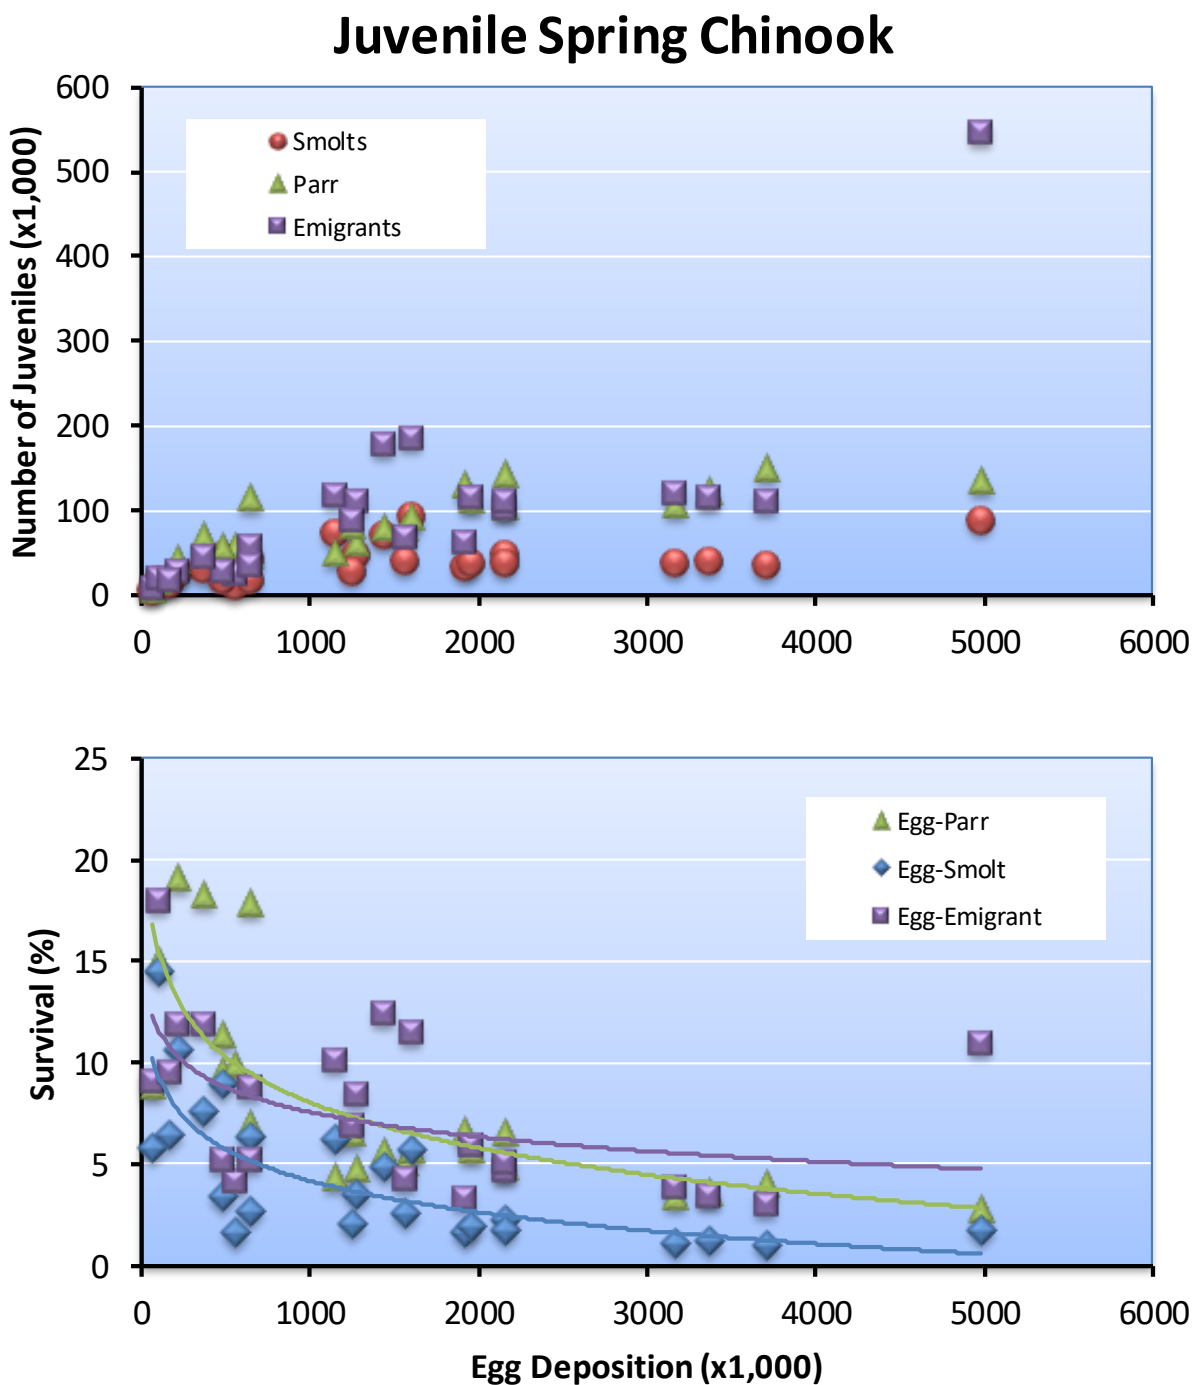 Juvenile Spring Chinook
Number of Juveniles (x1,000)
600
500
400
300
200
100
0
Smolts
Parr
Emigrants
0 1000 2000 3000 4000 5000 6000
Survival (%)
25
20
15
10
5
0
Egg-Parr
Egg-Smolt
Egg-Emigrant
0 1000 2000 3000 4000 5000 6000
Egg Deposition (x1,000)